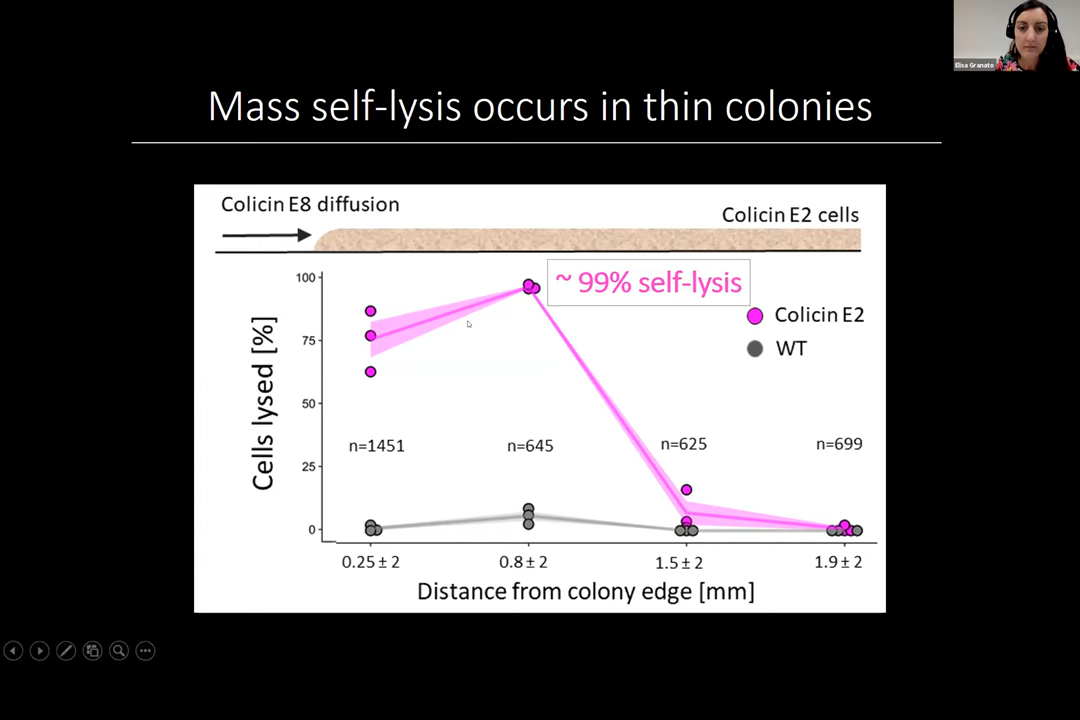 Elisa Granato
Mass self-lysis occurs in thin colonies
Colicin E8 diffusion
Colicin E2 cells
~ 99% self-lysis
Colicin E2
WT
Cells lysed [%]
100
75
50
25
0
n=1451
n=645
n=625
n=699
0.25 ± 2
0.8 ± 2
1.5 ± 2
1.9 ± 2
Distance from colony edge [mm]